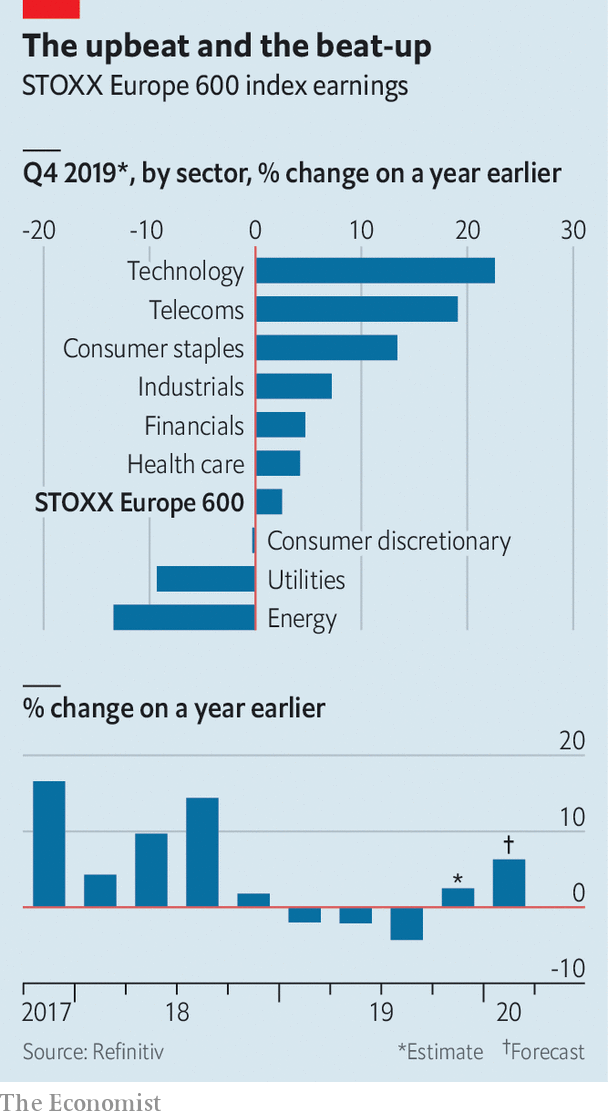 The upbeat and the beat-up
STOXX Europe 600 index earnings
Q4 2019*, by sector, % change on a year earlier
-20 -10 0 10 20 30
Technology
Telecoms
Consumer staples
Industrials
Financials
Health care
STOXX Europe 600
Consumer discretionary
Utilities
Energy
% change on a year earlier
20
10
†
*
0
-10
2017 18 19 20
Source: Refinitiv *Estimate †Forecast
The Economist